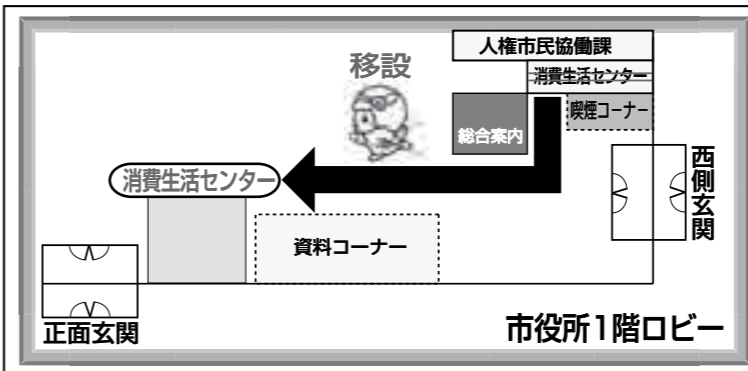 人権市民協働課
移設
消費生活センター
喫煙コーナー
総合案内
西側玄関
消費生活センター
資料コーナー
正面玄関
市役所1階ロビー